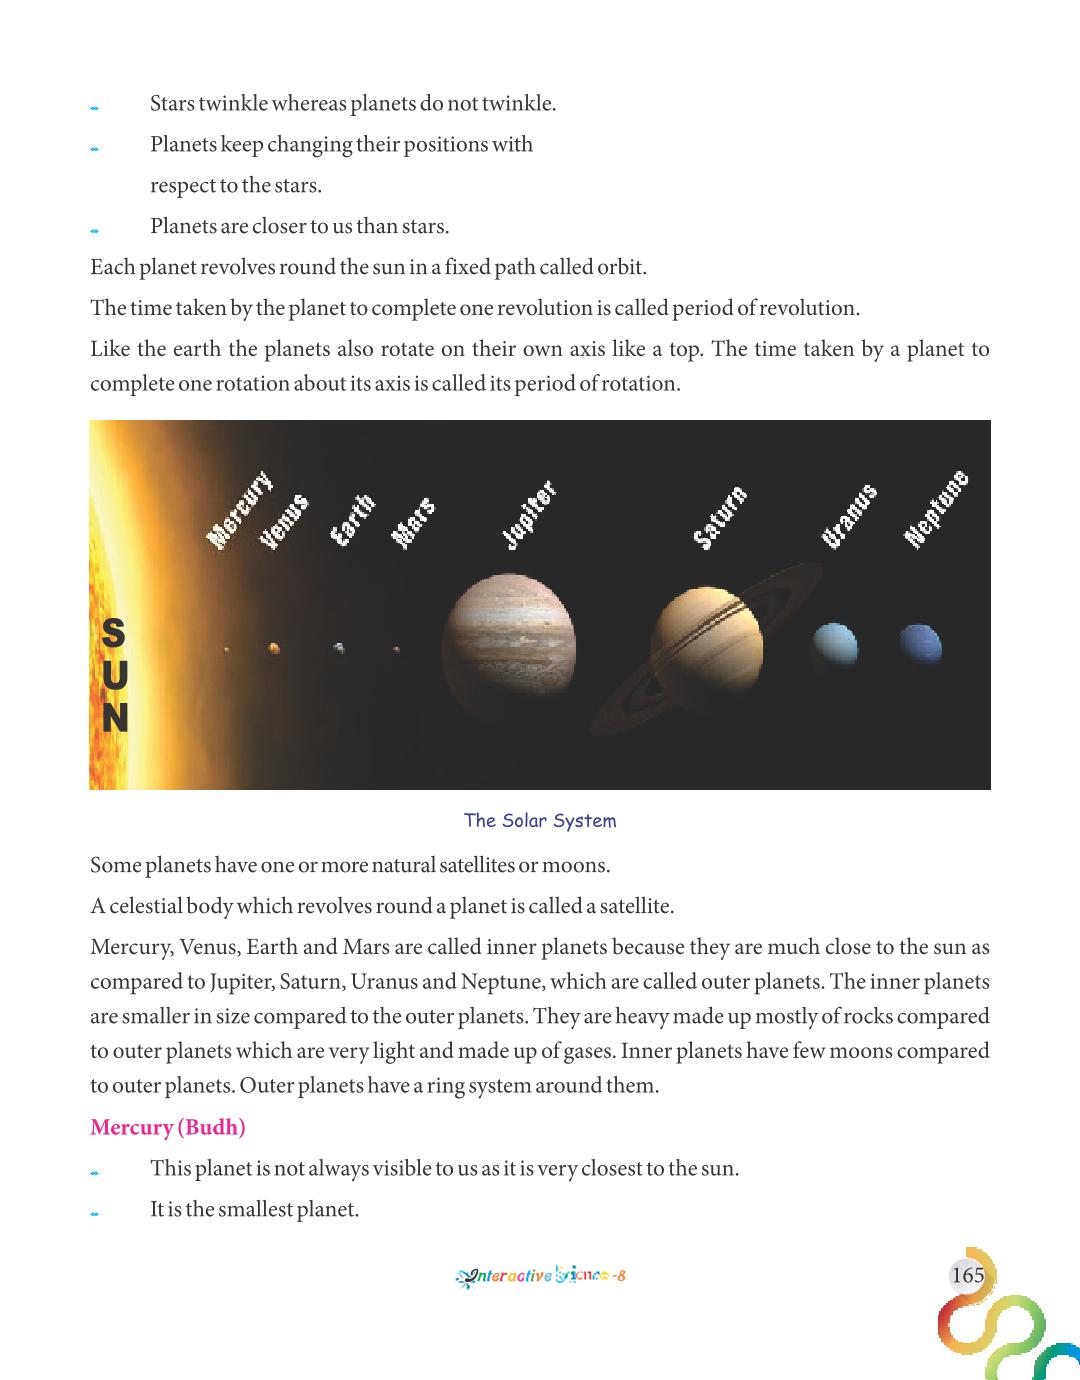 Stars twinkle whereas planets do not twinkle.
Planets keep changing their positions with
respect to the stars.
Planets are closer to us than stars.
Each planet revolves round the sun in a fixed path called orbit.
The time taken by the planet to complete one revolution is called period of revolution.
Like the earth the planets also rotate on their own axis like a top. The time taken by a planet to
complete one rotation about its axis is called its period of rotation.
Mercury
Venus
Earth
Mars
Jupiter
Saturn
Uranus
Neptune
SUN
The Solar System
Some planets have one or more natural satellites or moons.
A celestial body which revolves round a planet is called a satellite.
Mercury, Venus, Earth and Mars are called inner planets because they are much close to the sun as
compared to Jupiter, Saturn, Uranus and Neptune, which are called outer planets. The inner planets
are smaller in size compared to the outer planets. They are heavy made up mostly of rocks compared
to outer planets which are very light and made up of gases. Inner planets have few moons compared
to outer planets. Outer planets have a ring system around them.
Mercury (Budh)
This planet is not always visible to us as it is very closest to the sun.
It is the smallest planet.
Interactive Science-8
165